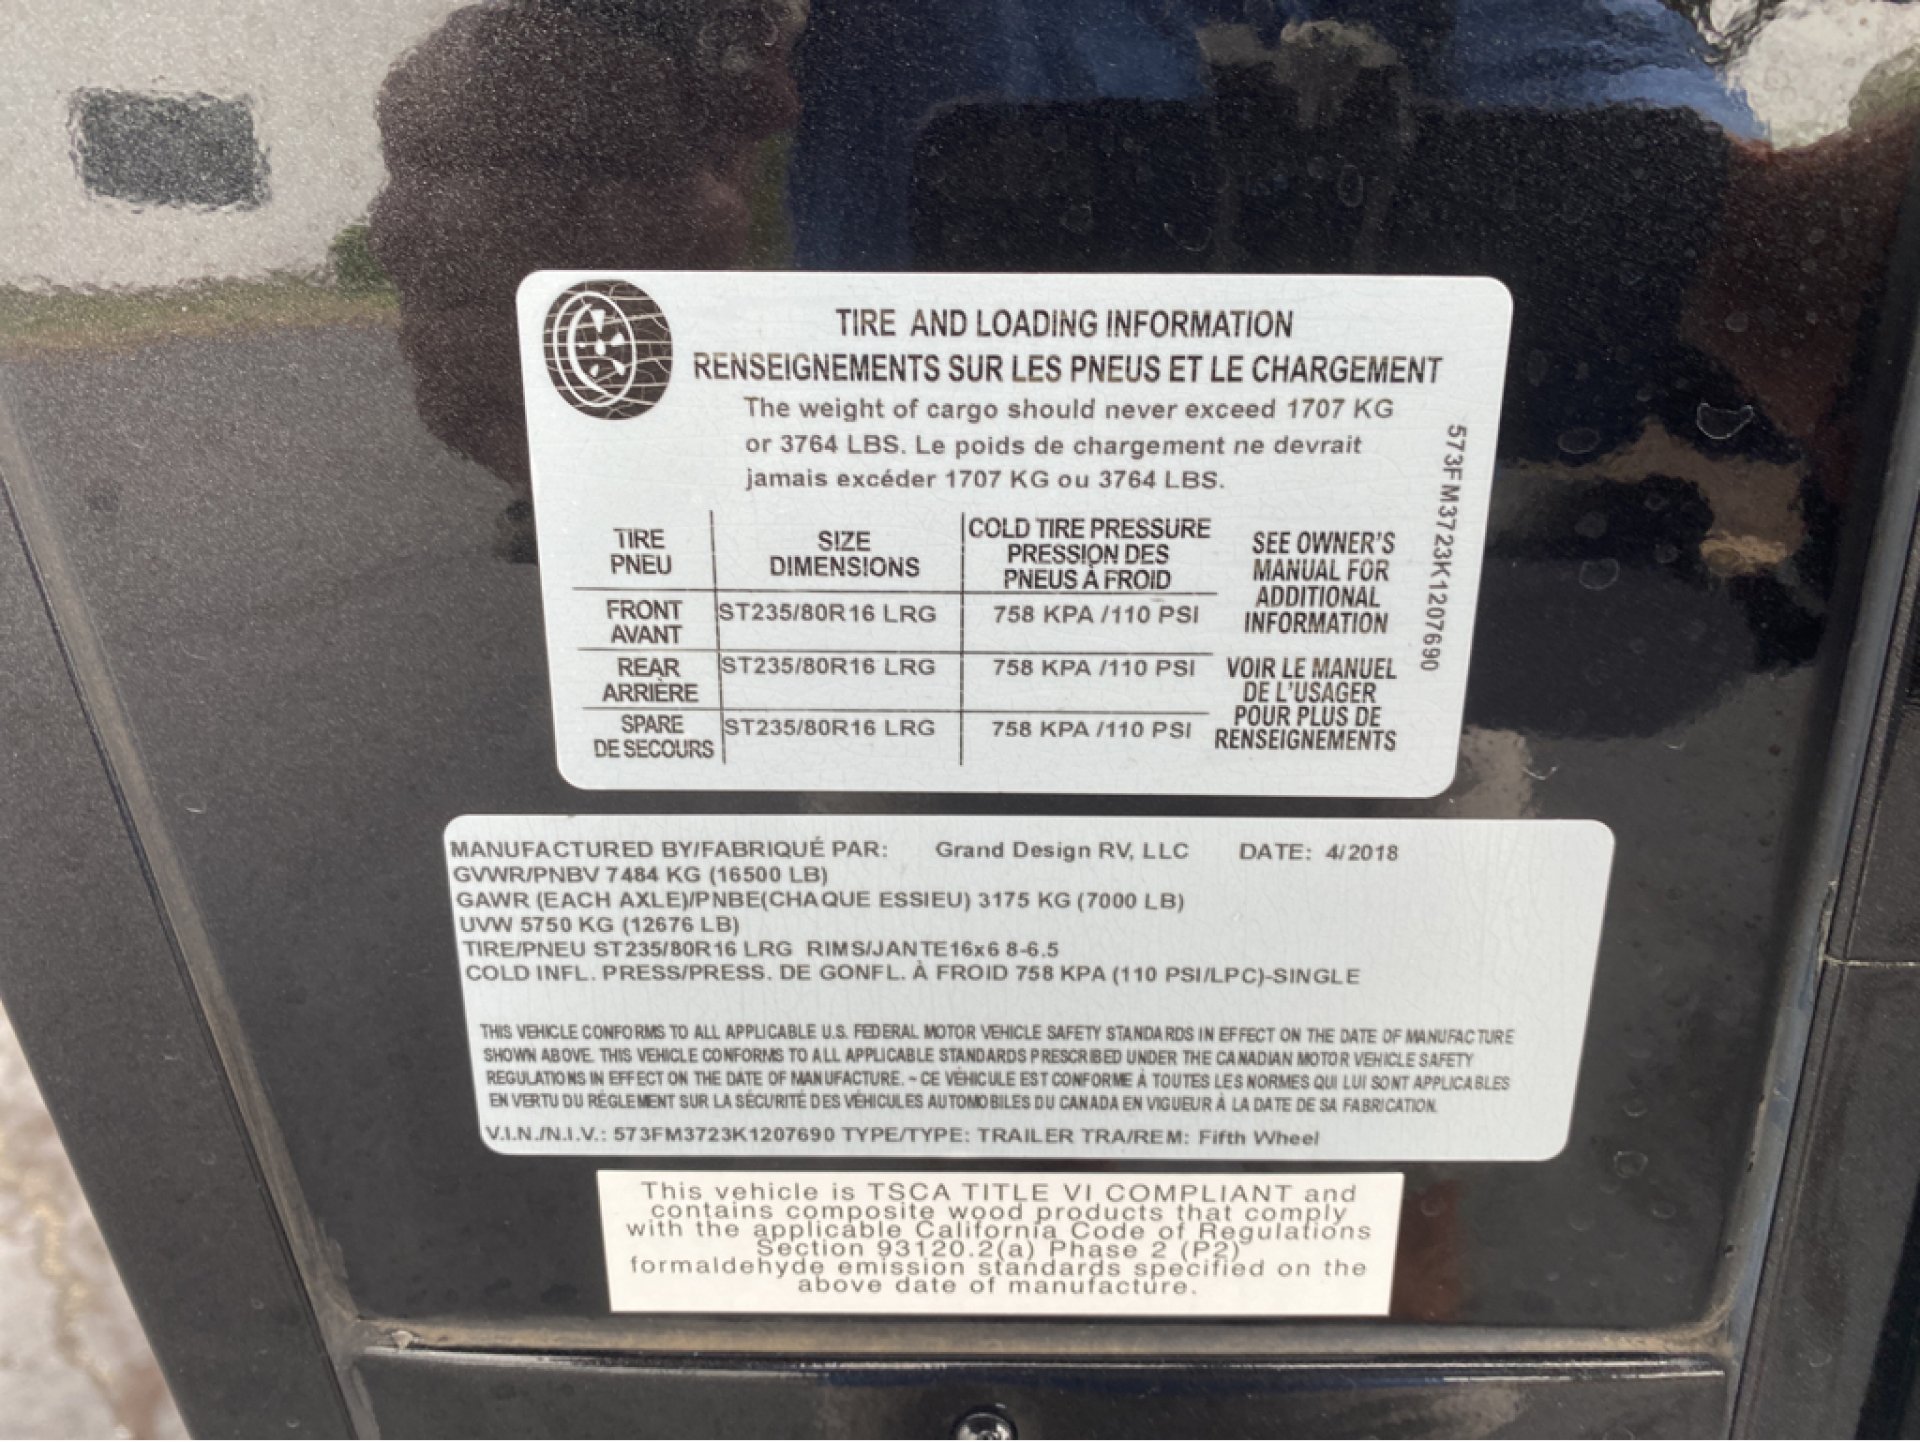 TIRE AND LOADING INFORMATION
RENSEIGNEMENTS SUR LES PNEUS ET LE CHARGEMENT
The weight of cargo should never exceed 1707 KG
or 3764 LBS. Le poids de chargement ne devrait
jamais excéder 1707 KG ou 3764 LBS.
TIRE
PNEU
SIZE
DIMENSIONS
COLD TIRE PRESSURE
PRESSION DES
PNEUS À FROID
FRONT
AVANT
ST235/80R16 LRG
758 KPA /110 PSI
REAR
ARRIÈRE
ST235/80R16 LRG
758 KPA /110 PSI
SPARE
DE SECOURS
ST235/80R16 LRG
758 KPA /110 PSI
SEE OWNER'S
MANUAL FOR
ADDITIONAL
INFORMATION
VOIR LE MANUEL
DE L'USAGER
POUR PLUS DE
RENSEIGNEMENTS
573FM3723K1207690
MANUFACTURED BY/FABRIQUÉ PAR: Grand Design RV, LLC DATE: 4/2018
GVWR/PNBV 7484 KG (16500 LB)
GAWR (EACH AXLE)/PNBE(CHAQUE ESSIEU) 3175 KG (7000 LB)
UVW 5750 KG (12676 LB)
TIRE/PNEU ST235/80R16 LRG RIMS/JANTE16x6 8-6.5
COLD INFL. PRESS/PRESS. DE GONFL. À FROID 758 KPA (110 PSI/LPC)-SINGLE
THIS VEHICLE CONFORMS TO ALL APPLICABLE U.S. FEDERAL MOTOR VEHICLE SAFETY STANDARDS IN EFFECT ON THE DATE OF MANUFACTURE
SHOWN ABOVE. THIS VEHICLE CONFORMS TO ALL APPLICABLE STANDARDS PRESCRIBED UNDER THE CANADIAN MOTOR VEHICLE SAFETY
REGULATIONS IN EFFECT ON THE DATE OF MANUFACTURE. ~ CE VÉHICULE EST CONFORME À TOUTES LES NORMES QUI LUI SONT APPLICABLES
EN VERTU DU RÈGLEMENT SUR LA SÉCURITÉ DES VÉHICULES AUTOMOBILES DU CANADA EN VIGUEUR À LA DATE DE SA FABRICATION.
V.I.N./N.I.V.: 573FM3723K1207690 TYPE/TYPE: TRAILER TRA/REM: Fifth Wheel
This vehicle is TSCA TITLE VI COMPLIANT and
contains composite wood products that comply
with the applicable California Code of Regulations
Section 93120.2(a) Phase 2 (P2)
formaldehyde emission standards specified on the
above date of manufacture.